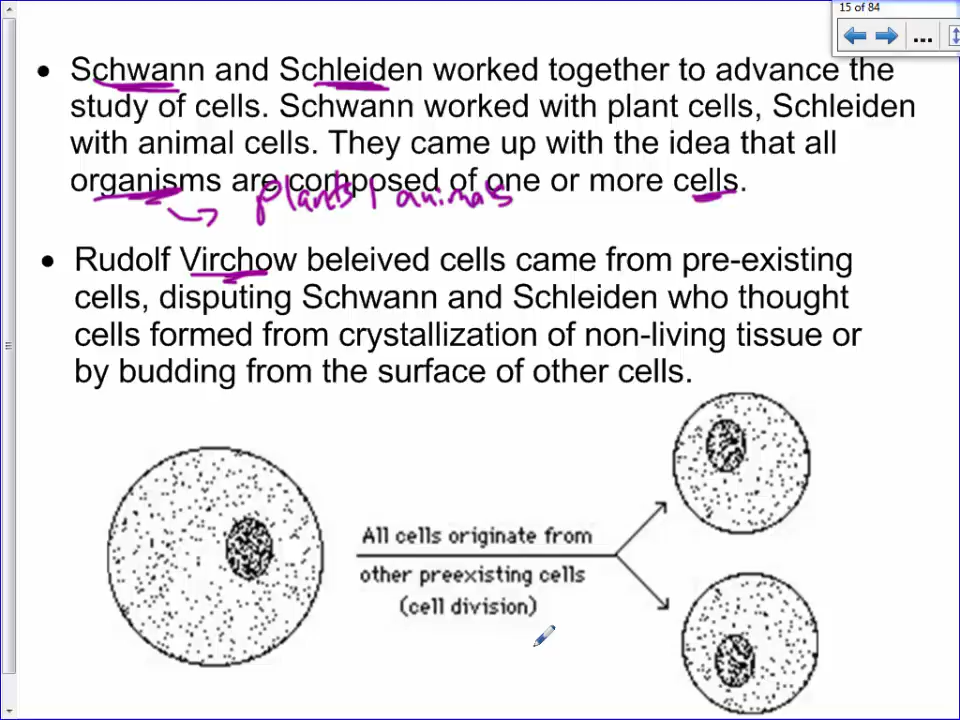 15 of 84
...
• Schwann and Schleiden worked together to advance the
study of cells. Schwann worked with plant cells, Schleiden
with animal cells. They came up with the idea that all
organisms are composed of one or more cells.
plants / animals
• Rudolf Virchow beleived cells came from pre-existing
cells, disputing Schwann and Schleiden who thought
cells formed from crystallization of non-living tissue or
by budding from the surface of other cells.
All cells originate from
other preexisting cells
(cell division)